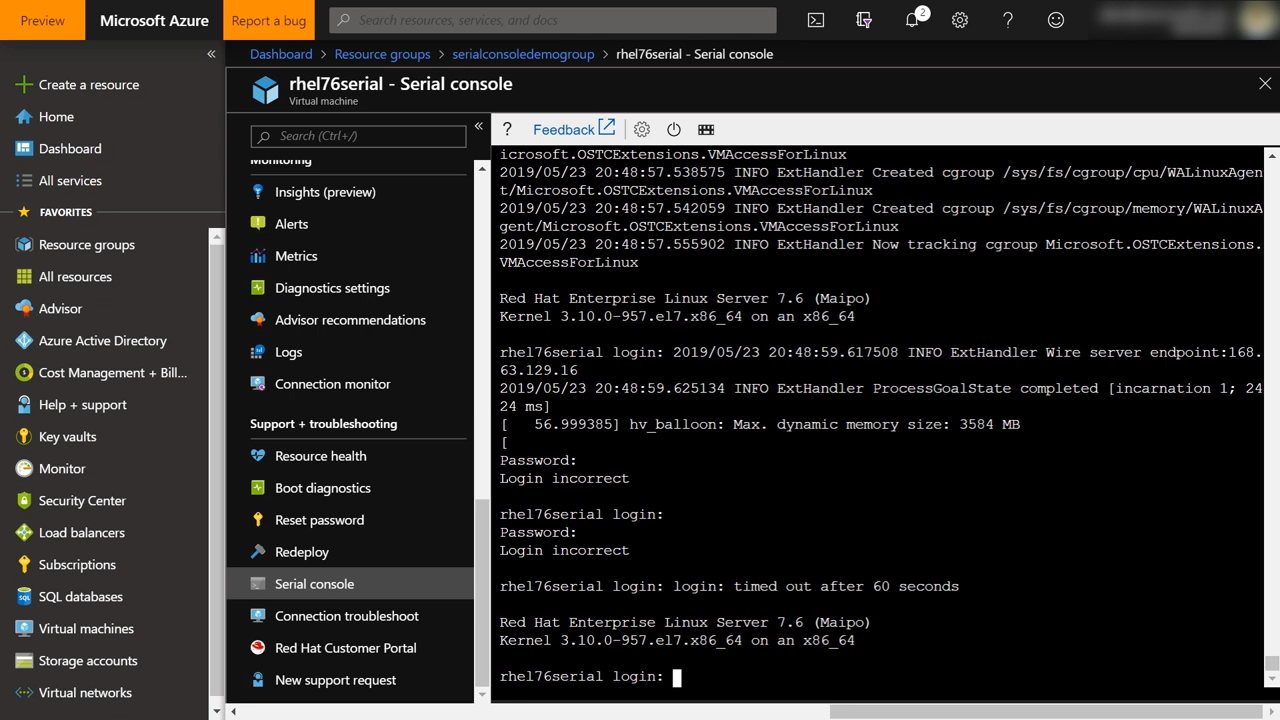 Preview
Microsoft Azure
Report a bug
Search resources, services, and docs
2
Dashboard > Resource groups > serialconsoledemogroup > rhel76serial - Serial console
rhel76serial - Serial console
Virtual machine
Create a resource
Home
Dashboard
All services
FAVORITES
Resource groups
All resources
Advisor
Azure Active Directory
Cost Management + Bill...
Help + support
Key vaults
Monitor
Security Center
Load balancers
Subscriptions
SQL databases
Virtual machines
Storage accounts
Virtual networks
Search (Ctrl+/)
Monitoring
Insights (preview)
Alerts
Metrics
Diagnostics settings
Advisor recommendations
Logs
Connection monitor
Support + troubleshooting
Resource health
Boot diagnostics
Reset password
Redeploy
Serial console
Connection troubleshoot
Red Hat Customer Portal
New support request
? Feedback
icrosoft.OSTCExtensions.VMAccessForLinux
2019/05/23 20:48:57.538575 INFO ExtHandler Created cgroup /sys/fs/cgroup/cpu/WALinuxAgen
t/Microsoft.OSTCExtensions.VMAccessForLinux
2019/05/23 20:48:57.542059 INFO ExtHandler Created cgroup /sys/fs/cgroup/memory/WALinuxA
gent/Microsoft.OSTCExtensions.VMAccessForLinux
2019/05/23 20:48:57.555902 INFO ExtHandler Now tracking cgroup Microsoft.OSTCExtensions.
VMAccessForLinux
Red Hat Enterprise Linux Server 7.6 (Maipo)
Kernel 3.10.0-957.el7.x86_64 on an x86_64
rhel76serial login: 2019/05/23 20:48:59.617508 INFO ExtHandler Wire server endpoint:168.
63.129.16
2019/05/23 20:48:59.625134 INFO ExtHandler ProcessGoalState completed [incarnation 1; 24
24 ms]
[   56.999385] hv_balloon: Max. dynamic memory size: 3584 MB
[
Password:
Login incorrect
rhel76serial login:
Password:
Login incorrect
rhel76serial login: login: timed out after 60 seconds
Red Hat Enterprise Linux Server 7.6 (Maipo)
Kernel 3.10.0-957.el7.x86_64 on an x86_64
rhel76serial login: